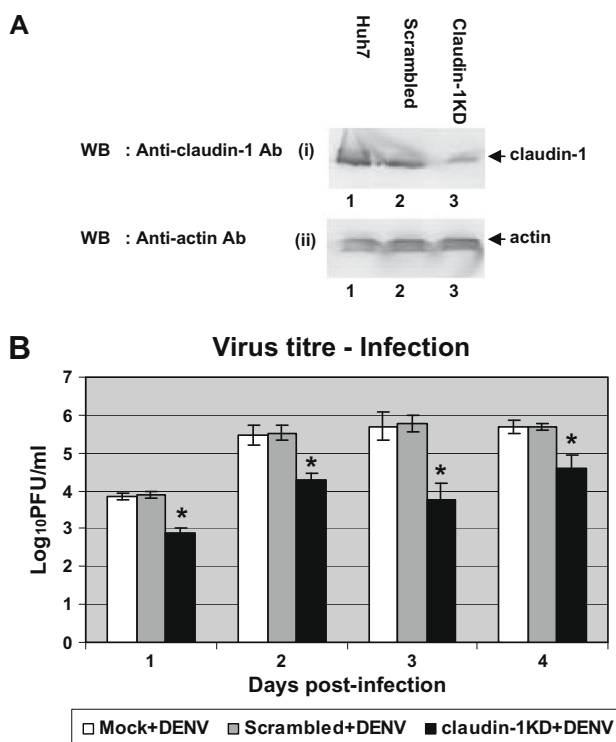 A
Huh7
Scrambled
Claudin-1KD
WB : Anti-claudin-1 Ab (i)
claudin-1
1 2 3
WB : Anti-actin Ab (ii)
actin
1 2 3
B
Virus titre - Infection
Log10PFU/ml
7
6
5
4
3
2
1
0
* * * *
1 2 3 4
Days post-infection
Mock+DENV Scrambled+DENV claudin-1KD+DENV